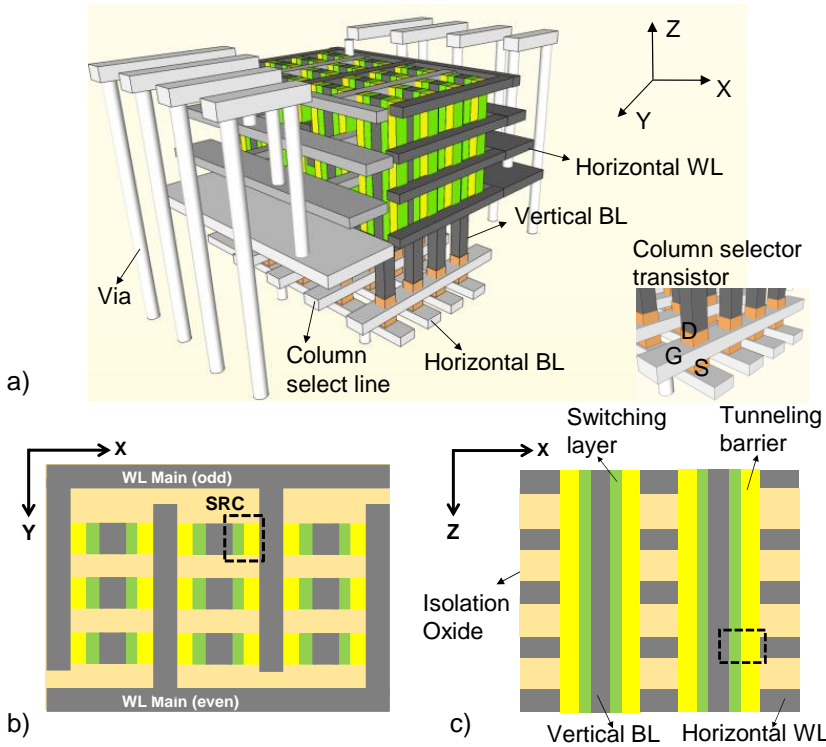 a)
Z
X
Y
Horizontal WL
Vertical BL
Via
Column
select line
Horizontal BL
Column selector
transistor
D
G
S
b)
X
Y
WL Main (odd)
SRC
WL Main (even)
c)
X
Z
Switching
layer
Tunneling
barrier
Isolation
Oxide
Vertical BL
Horizontal WL